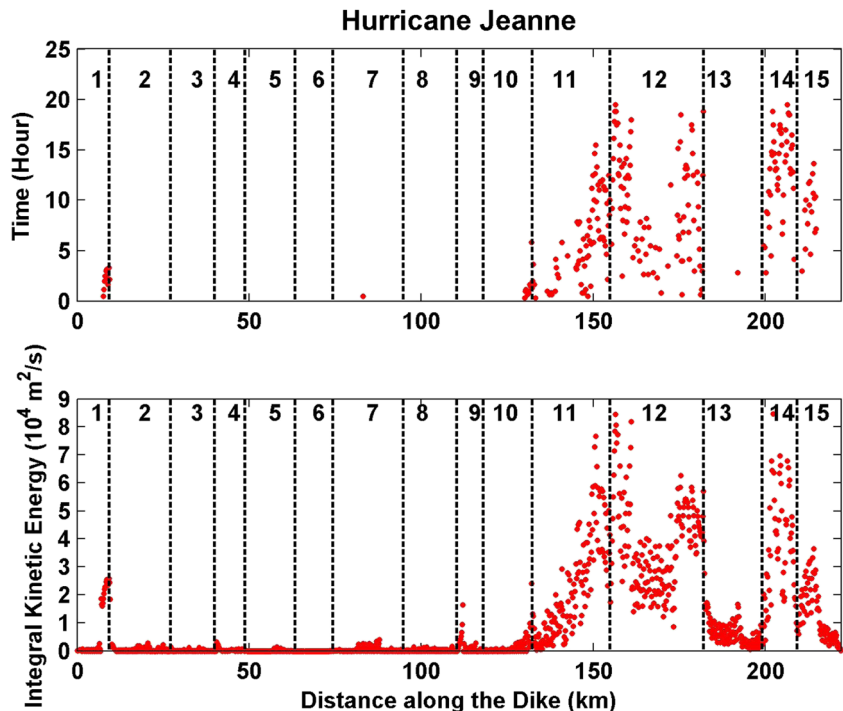 Hurricane Jeanne
Time (Hour)
25
20
15
10
5
0
1 2 3 4 5 6 7 8 9 10 11 12 13 14 15
0 50 100 150 200
Integral Kinetic Energy (10⁴ m²/s)
9
8
7
6
5
4
3
2
1
0
1 2 3 4 5 6 7 8 9 10 11 12 13 14 15
0 50 100 150 200
Distance along the Dike (km)